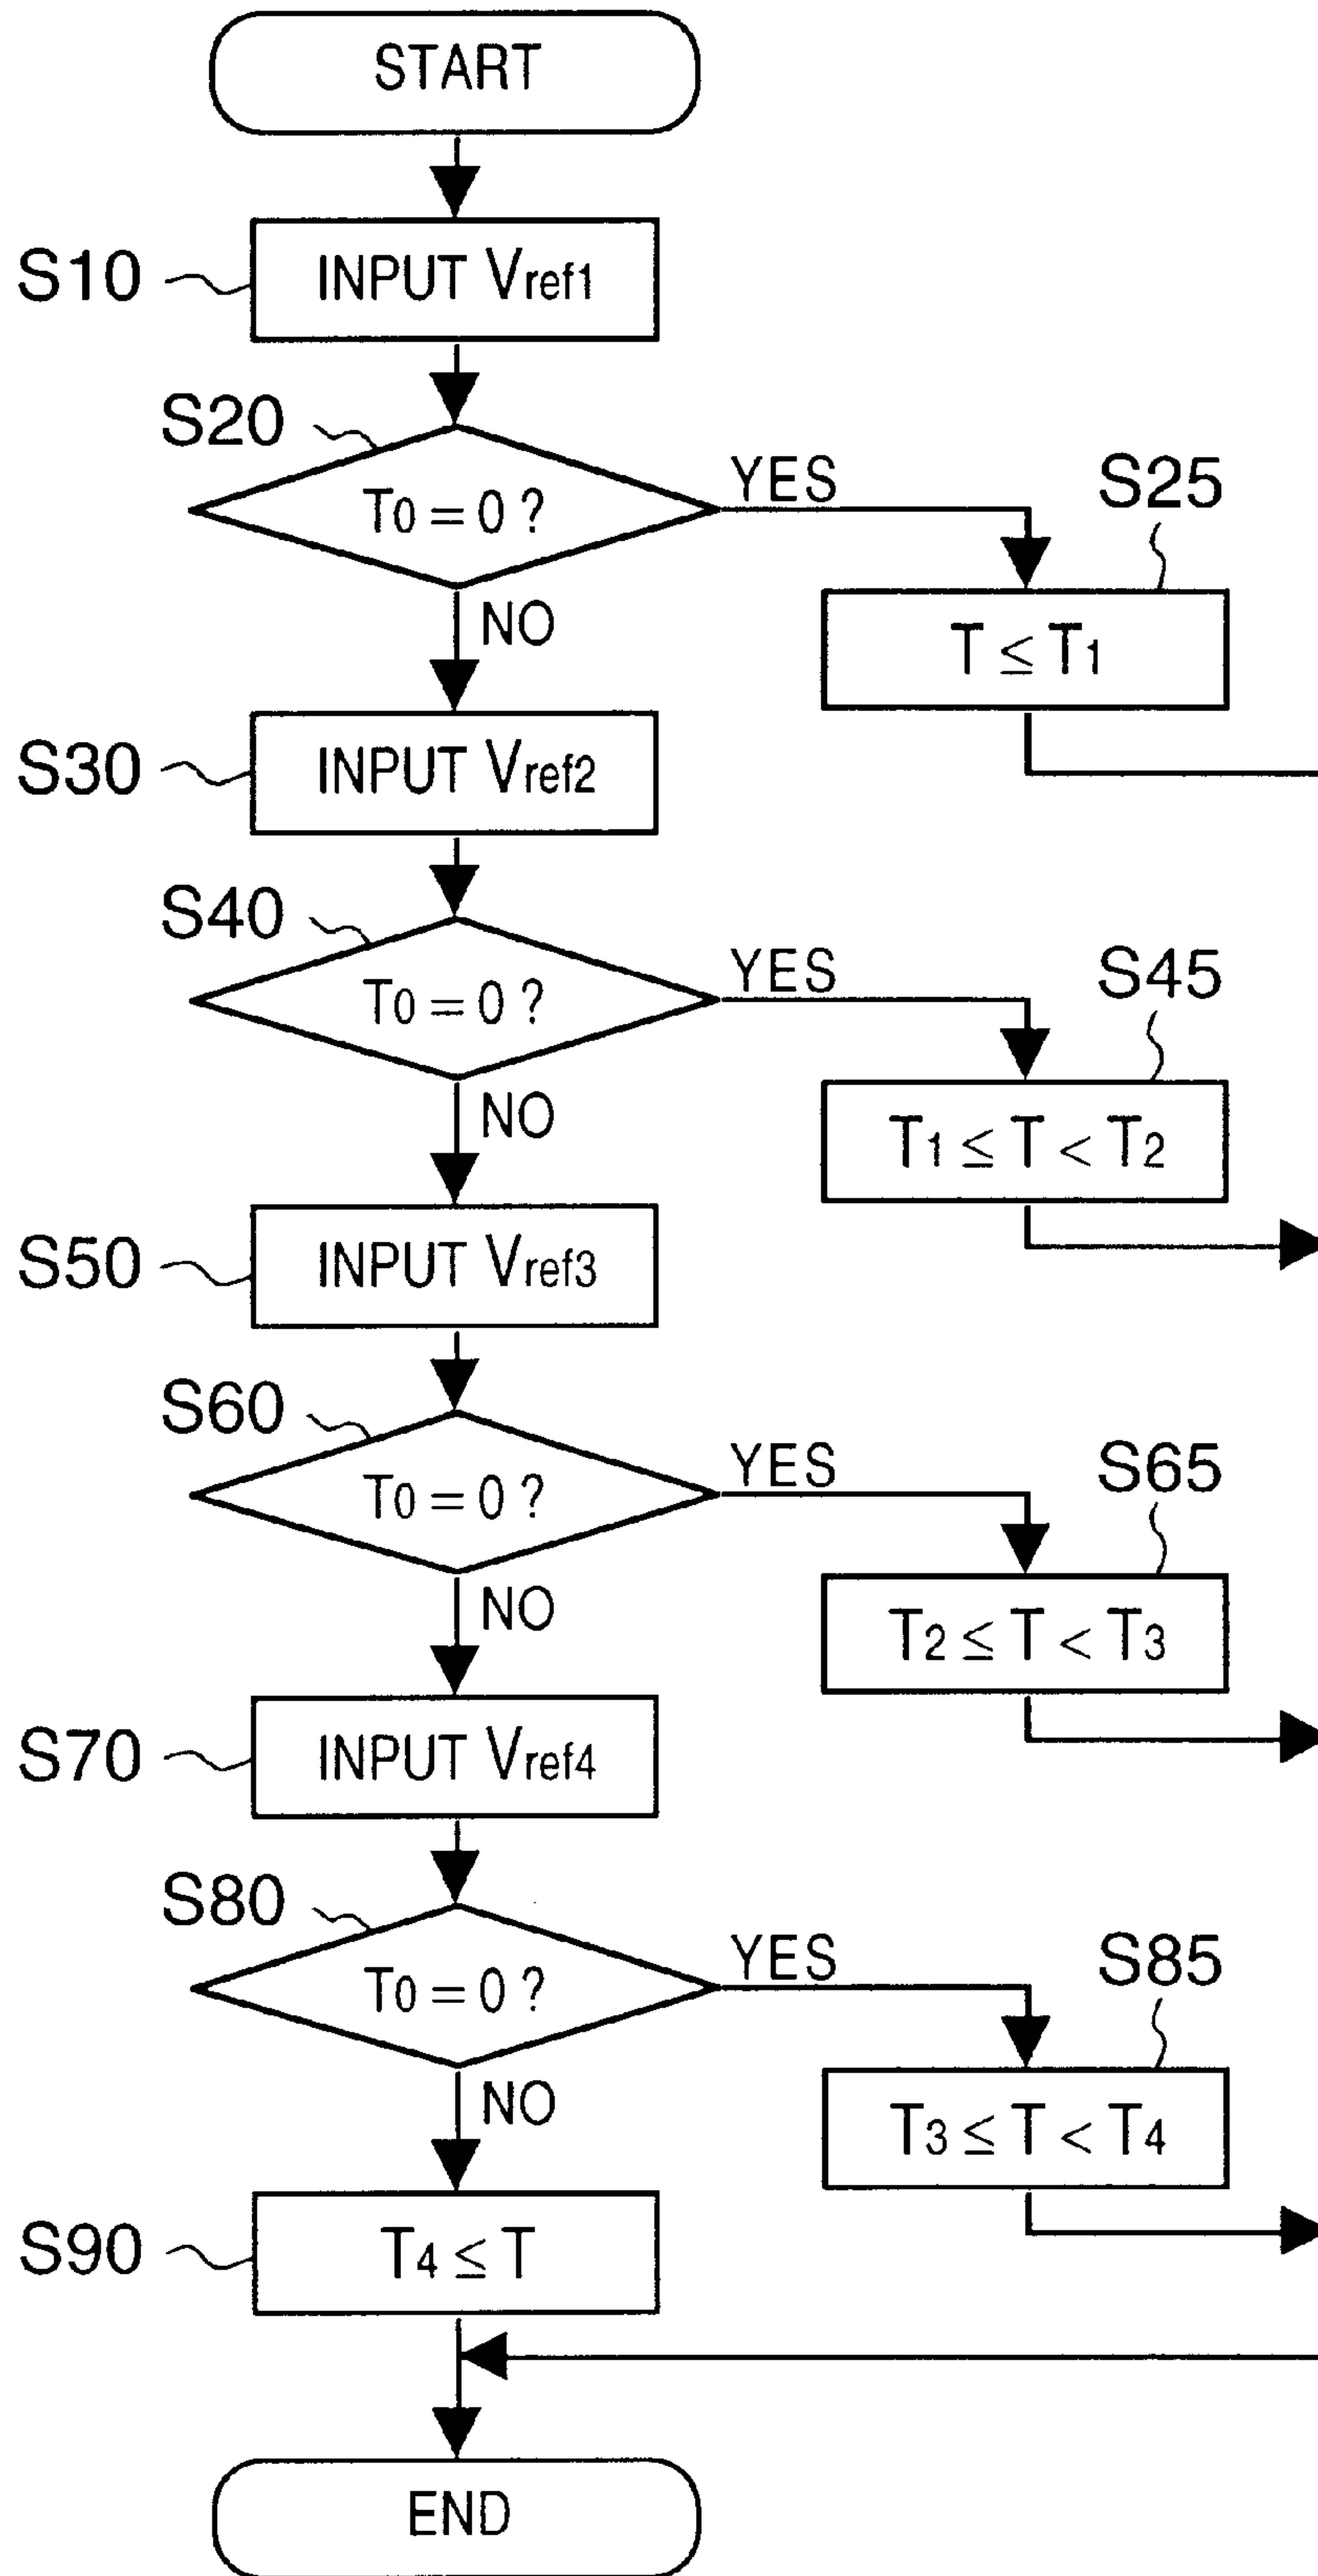 START
S10
INPUT Vref1
S20
T0 = 0 ?
YES
S25
NO
T ≤ T1
S30
INPUT Vref2
S40
T0 = 0 ?
YES
S45
NO
T1 ≤ T < T2
S50
INPUT Vref3
S60
T0 = 0 ?
YES
S65
NO
T2 ≤ T < T3
S70
INPUT Vref4
S80
T0 = 0 ?
YES
S85
NO
T3 ≤ T < T4
S90
T4 ≤ T
END